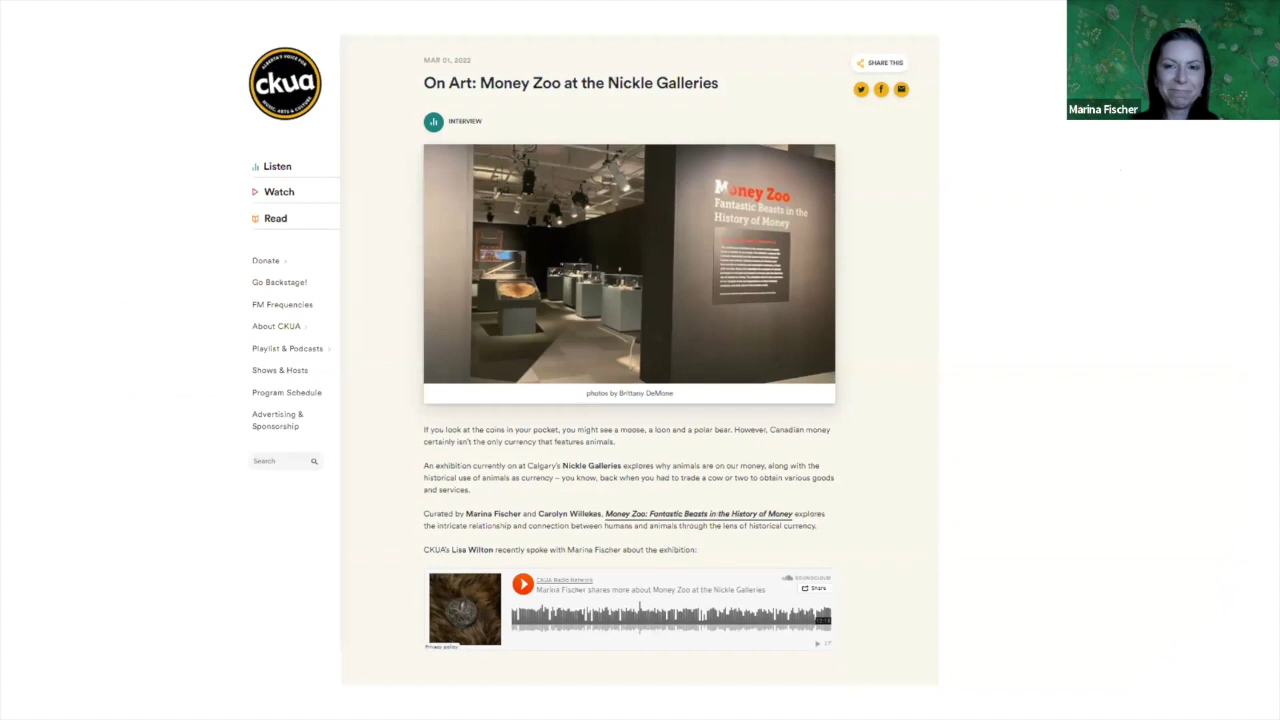 ALBERTA'S VOICE FOR
ckua
MUSIC, ARTS & CULTURE
Listen
Watch
Read
Donate
Go Backstage!
FM Frequencies
About CKUA
Playlist & Podcasts
Shows & Hosts
Program Schedule
Advertising &
Sponsorship
Search
MAR 01, 2022
On Art: Money Zoo at the Nickle Galleries
INTERVIEW
SHARE THIS
Money Zoo
Fantastic Beasts in the
History of Money
photos by Brittany DeMone
If you look at the coins in your pocket, you might see a moose, a loon and a polar bear. However, Canadian money
certainly isn't the only currency that features animals.
An exhibition currently on at Calgary's Nickle Galleries explores why animals are on our money, along with the
historical use of animals as currency – you know, back when you had to trade a cow or two to obtain various goods
and services.
Curated by Marina Fischer and Carolyn Willekes, Money Zoo: Fantastic Beasts in the History of Money explores
the intricate relationship and connection between humans and animals through the lens of historical currency.
CKUA's Lisa Wilton recently spoke with Marina Fischer about the exhibition:
CKUA Radio Network
Marina Fischer shares more about Money Zoo at the Nickle Galleries
SOUNDCLOUD
Share
Privacy policy
Marina Fischer